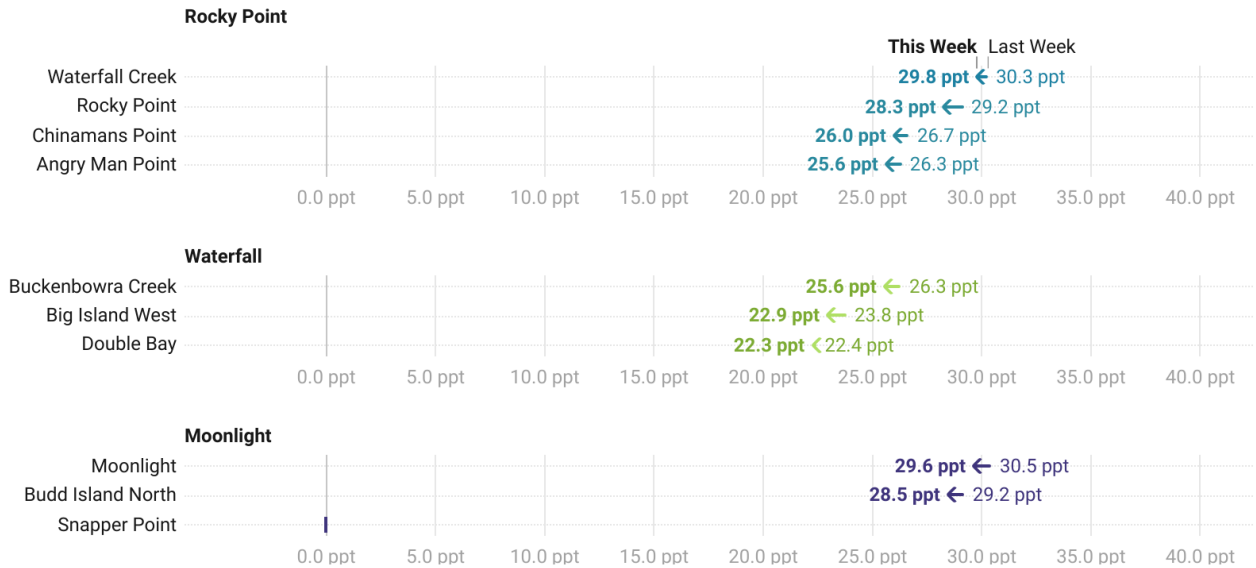 Rocky Point
This Week Last Week
Waterfall Creek 29.8 ppt 30.3 ppt
Rocky Point 28.3 ppt 29.2 ppt
Chinamans Point 26.0 ppt 26.7 ppt
Angry Man Point 25.6 ppt 26.3 ppt
0.0 ppt 5.0 ppt 10.0 ppt 15.0 ppt 20.0 ppt 25.0 ppt 30.0 ppt 35.0 ppt 40.0 ppt
Waterfall
Buckenbowra Creek 25.6 ppt 26.3 ppt
Big Island West 22.9 ppt 23.8 ppt
Double Bay 22.3 ppt 22.4 ppt
0.0 ppt 5.0 ppt 10.0 ppt 15.0 ppt 20.0 ppt 25.0 ppt 30.0 ppt 35.0 ppt 40.0 ppt
Moonlight
Moonlight 29.6 ppt 30.5 ppt
Budd Island North 28.5 ppt 29.2 ppt
Snapper Point
0.0 ppt 5.0 ppt 10.0 ppt 15.0 ppt 20.0 ppt 25.0 ppt 30.0 ppt 35.0 ppt 40.0 ppt